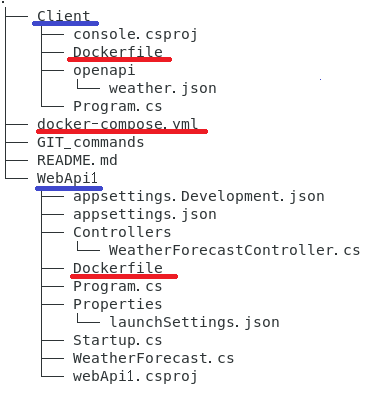 .
Client
console.csproj
Dockerfile
openapi
weather.json
Program.cs
docker-compose.yml
GIT_commands
README.md
WebApi1
appsettings.Development.json
appsettings.json
Controllers
WeatherForecastController.cs
Dockerfile
Program.cs
Properties
launchSettings.json
Startup.cs
WeatherForecast.cs
webApi1.csproj